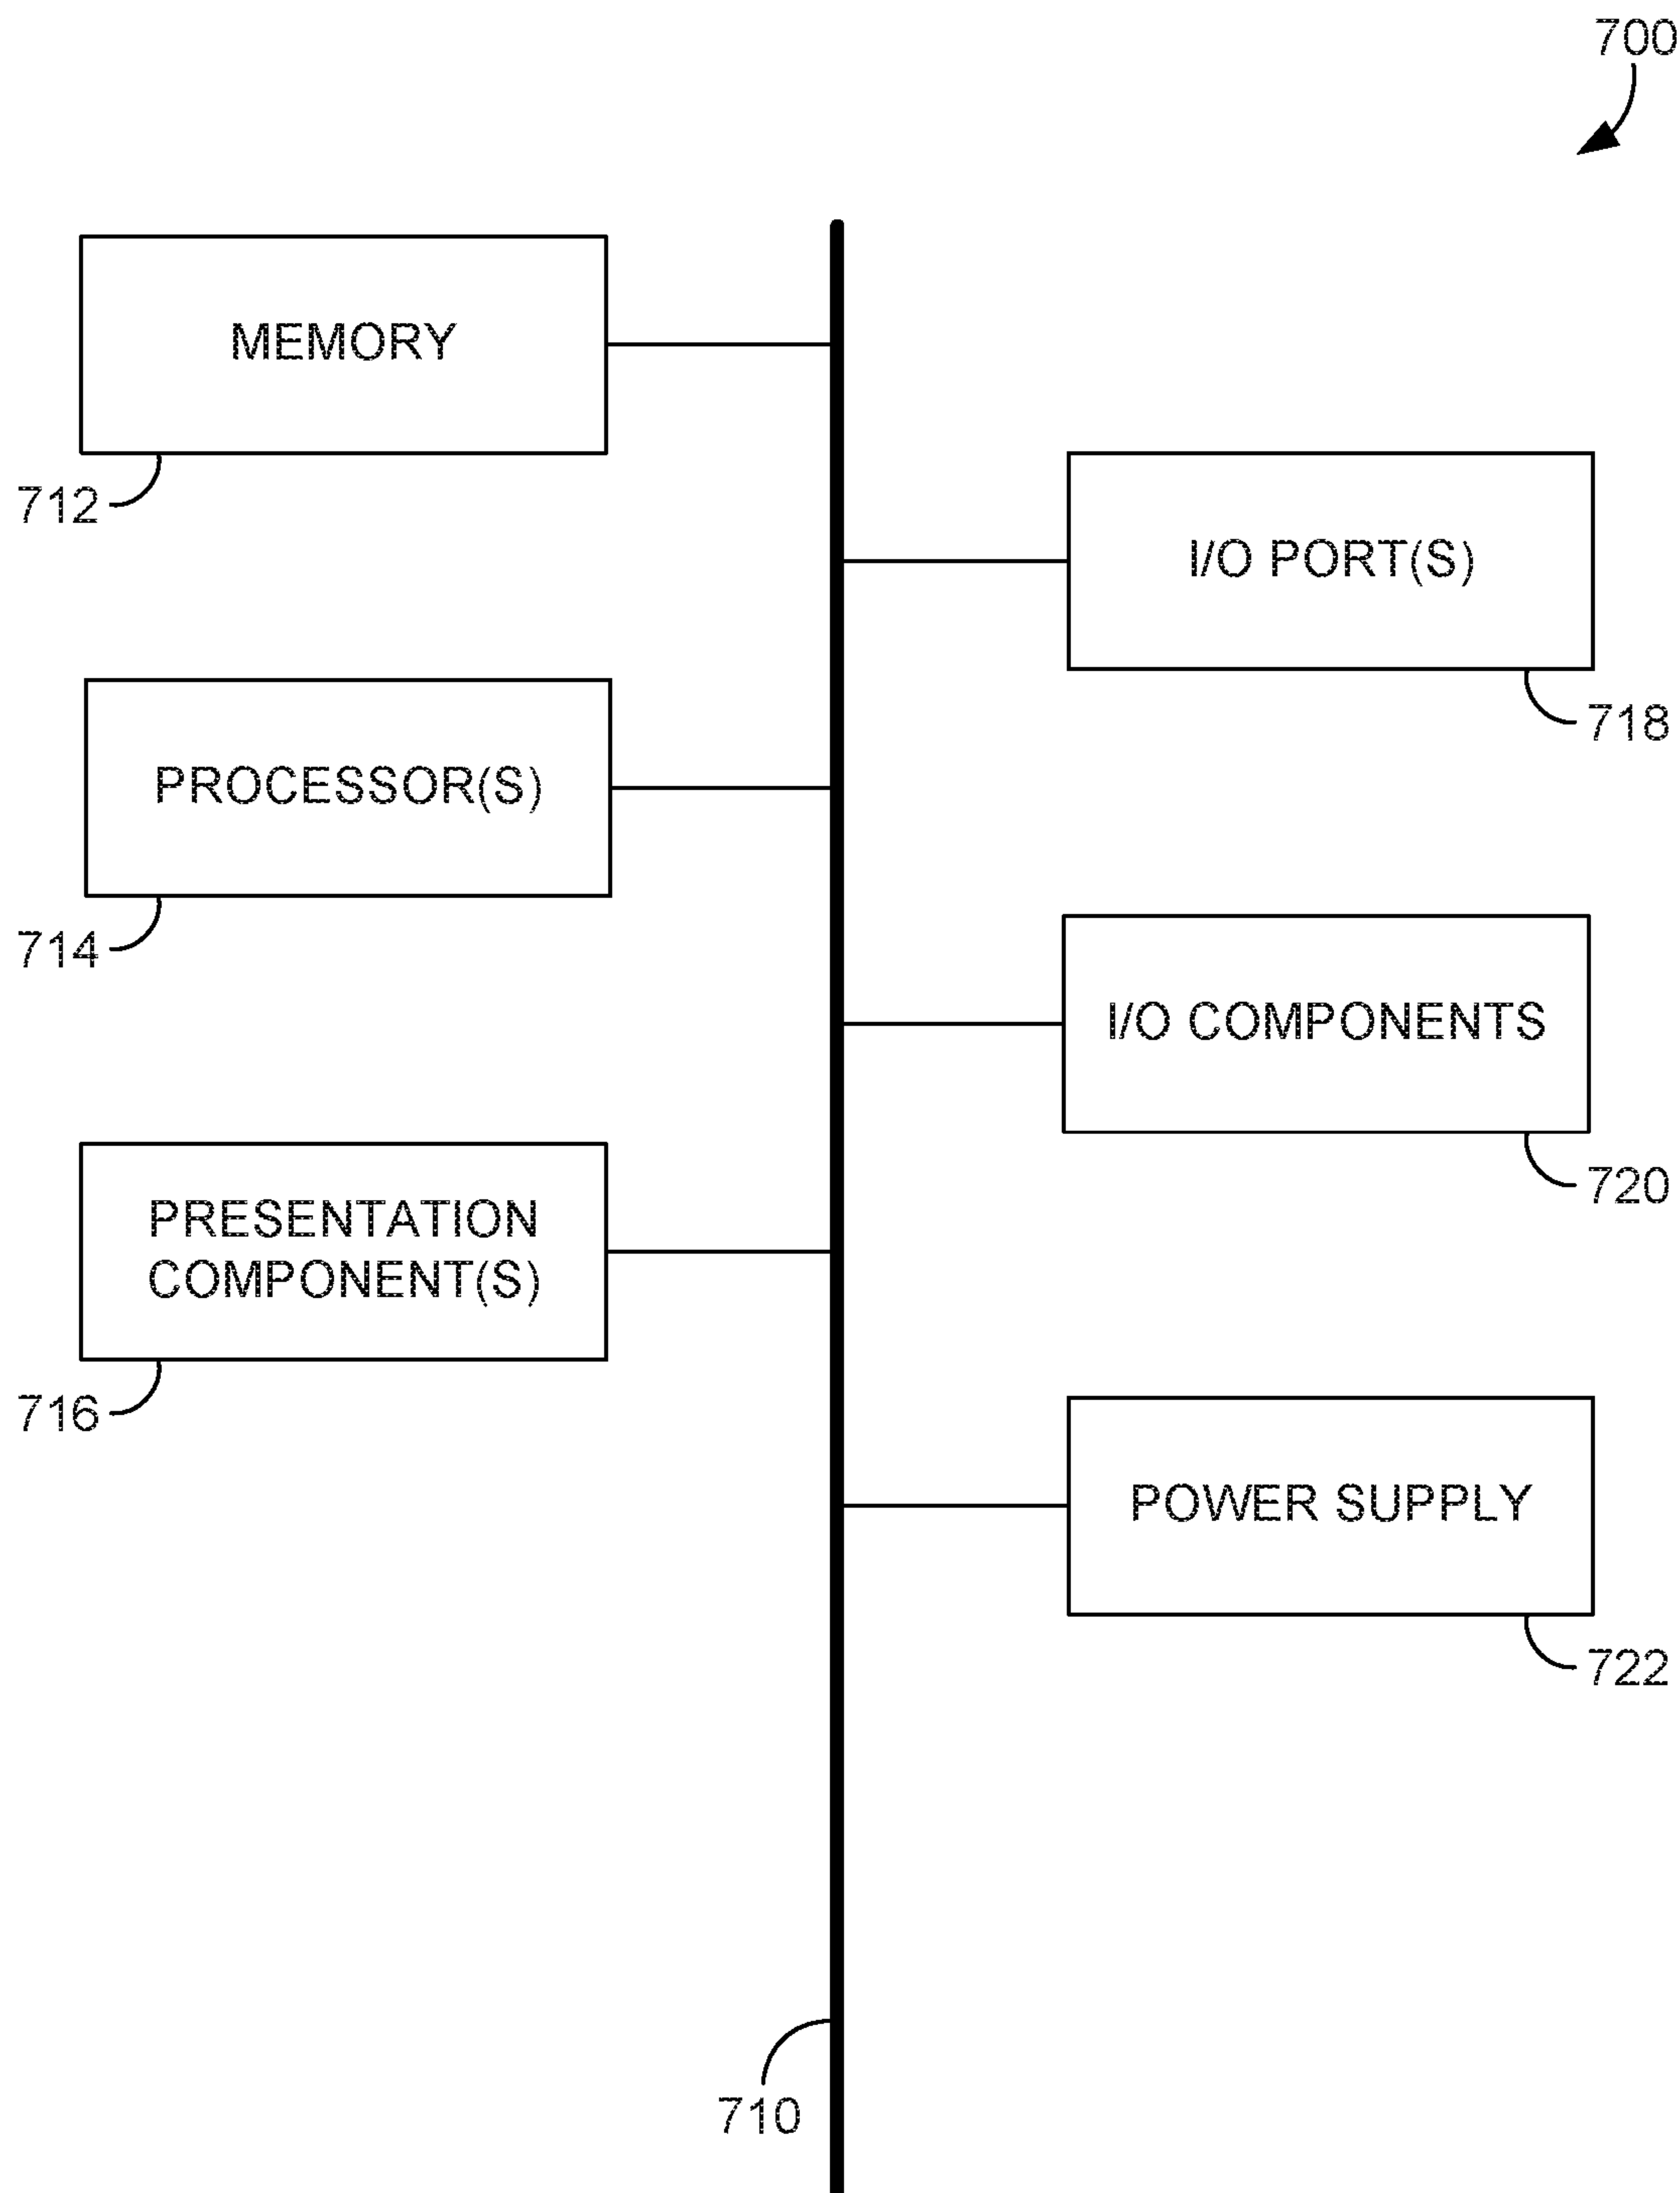 700
MEMORY
712
I/O PORT(S)
718
PROCESSOR(S)
714
I/O COMPONENTS
720
PRESENTATION
COMPONENT(S)
716
POWER SUPPLY
722
710